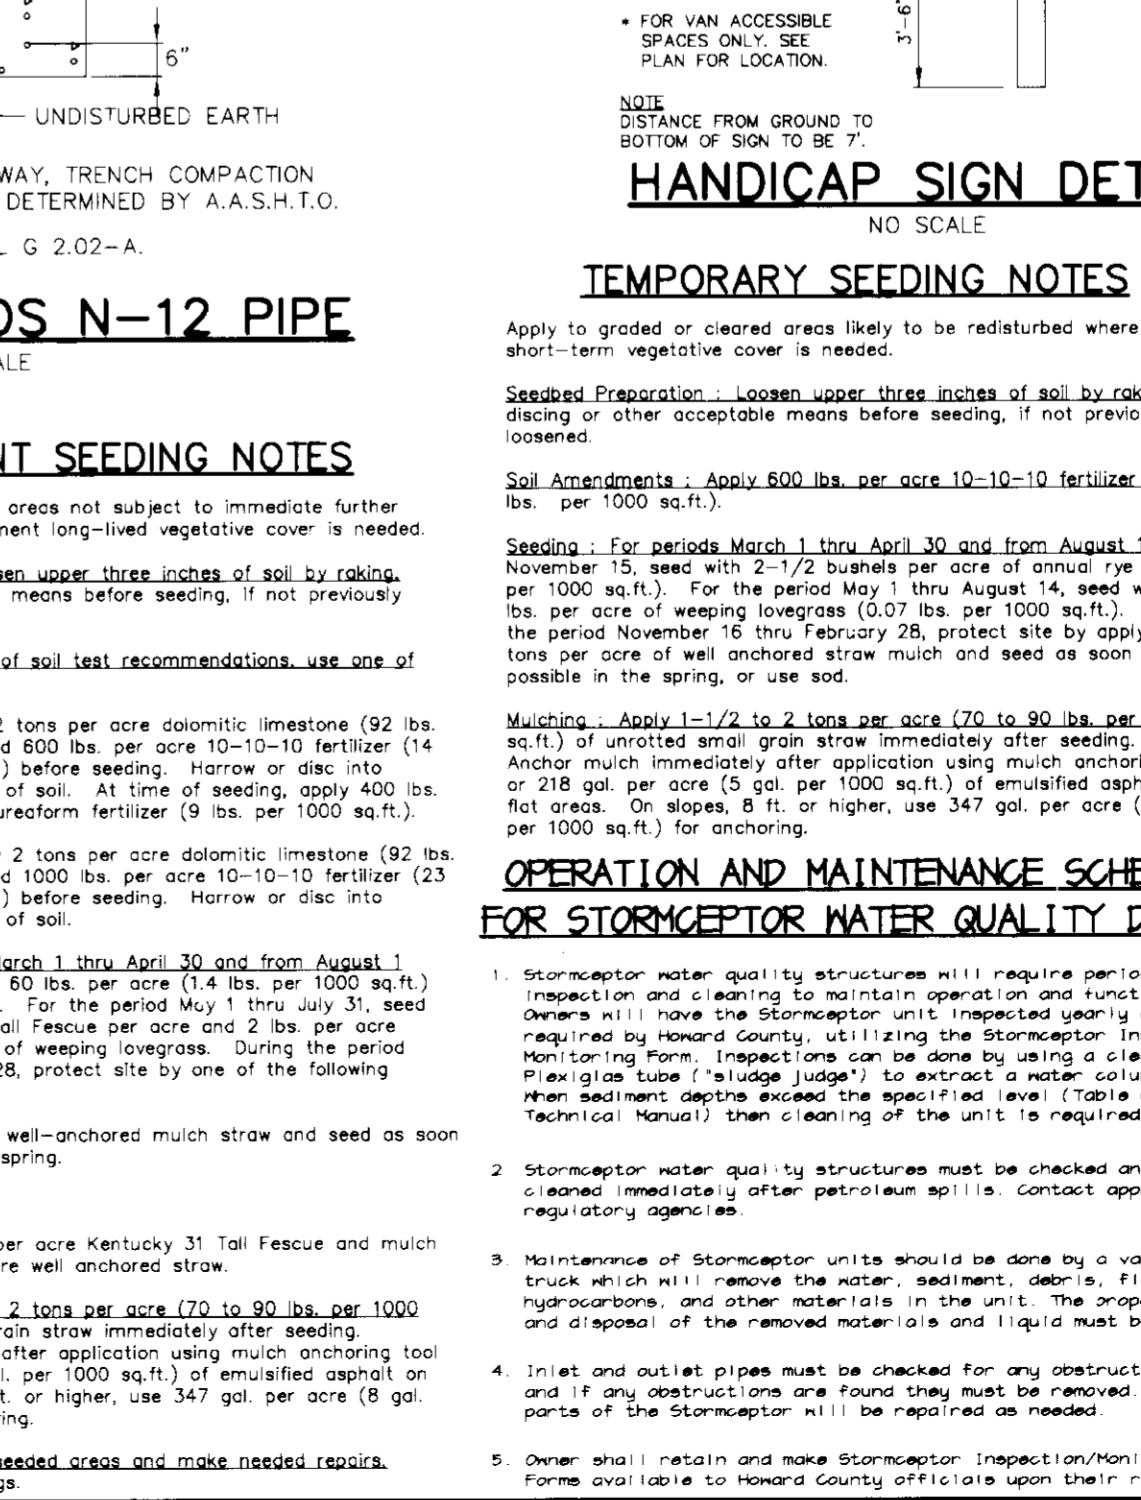 6"
UNDISTURBED EARTH
WAY, TRENCH COMPACTION
DETERMINED BY A.A.S.H.T.O.
G 2.02-A.
OS N-12 PIPE
ALE
NT SEEDING NOTES
areas not subject to immediate further
nent long-lived vegetative cover is needed.
sen upper three inches of soil by raking,
means before seeding, if not previously
of soil test recommendations, use one of
2 tons per acre dolomitic limestone (92 lbs.
d 600 lbs. per acre 10-10-10 fertilizer (14
) before seeding. Harrow or disc into
of soil. At time of seeding, apply 400 lbs.
ureaform fertilizer (9 lbs. per 1000 sq.ft.).
2 tons per acre dolomitic limestone (92 lbs.
d 1000 lbs. per acre 10-10-10 fertilizer (23
) before seeding. Harrow or disc into
of soil.
March 1 thru April 30 and from August 1
60 lbs. per acre (1.4 lbs. per 1000 sq.ft.)
. For the period May 1 thru July 31, seed
all Fescue per acre and 2 lbs. per acre
of weeping lovegrass. During the period
28, protect site by one of the following
well-anchored mulch straw and seed as soon
spring.
per acre Kentucky 31 Tall Fescue and mulch
re well anchored straw.
2 tons per acre (70 to 90 lbs. per 1000
rain straw immediately after seeding.
after application using mulch anchoring tool
l. per 1000 sq.ft.) of emulsified asphalt on
t. or higher, use 347 gal. per acre (8 gal.
ing.
seeded areas and make needed repairs,
gs.
* FOR VAN ACCESSIBLE
SPACES ONLY. SEE
PLAN FOR LOCATION.
3'-6"
NOTE
DISTANCE FROM GROUND TO
BOTTOM OF SIGN TO BE 7'.
HANDICAP SIGN DET
NO SCALE
TEMPORARY SEEDING NOTES
Apply to graded or cleared areas likely to be redisturbed where
short-term vegetative cover is needed.
Seedbed Preparation : Loosen upper three inches of soil by rak
discing or other acceptable means before seeding, if not previo
loosened.
Soil Amendments : Apply 600 lbs. per acre 10-10-10 fertilizer
lbs. per 1000 sq.ft.).
Seeding : For periods March 1 thru April 30 and from August 1
November 15, seed with 2-1/2 bushels per acre of annual rye
per 1000 sq.ft.). For the period May 1 thru August 14, seed w
lbs. per acre of weeping lovegrass (0.07 lbs. per 1000 sq.ft.).
the period November 16 thru February 28, protect site by apply
tons per acre of well anchored straw mulch and seed as soon
possible in the spring, or use sod.
Mulching : Apply 1-1/2 to 2 tons per acre (70 to 90 lbs. per
sq.ft.) of unrotted small grain straw immediately after seeding.
Anchor mulch immediately after application using mulch anchori
or 218 gal. per acre (5 gal. per 1000 sq.ft.) of emulsified asph
flat areas. On slopes, 8 ft. or higher, use 347 gal. per acre (
per 1000 sq.ft.) for anchoring.
OPERATION AND MAINTENANCE SCHE
FOR STORMCEPTOR WATER QUALITY D
1. Stormceptor water quality structures will require perio
inspection and cleaning to maintain operation and funct
Owners will have the Stormceptor unit inspected yearly
required by Howard County, utilizing the Stormceptor In
Monitoring Form. Inspections can be done by using a cle
Plexiglas tube ("sludge judge") to extract a water colu
When sediment depths exceed the specified level (Table
Technical Manual) then cleaning of the unit is required
2 Stormceptor water quality structures must be checked an
cleaned immediately after petroleum spills. Contact app
regulatory agencies.
3. Maintenance of Stormceptor units should be done by a va
truck which will remove the water, sediment, debris, fl
hydrocarbons, and other materials in the unit. The prop
and disposal of the removed materials and liquid must b
4. Inlet and outlet pipes must be checked for any obstruct
and if any obstructions are found they must be removed.
parts of the Stormceptor will be repaired as needed.
5. Owner shall retain and make Stormceptor Inspection/Moni
Forms available to Howard County officials upon their r